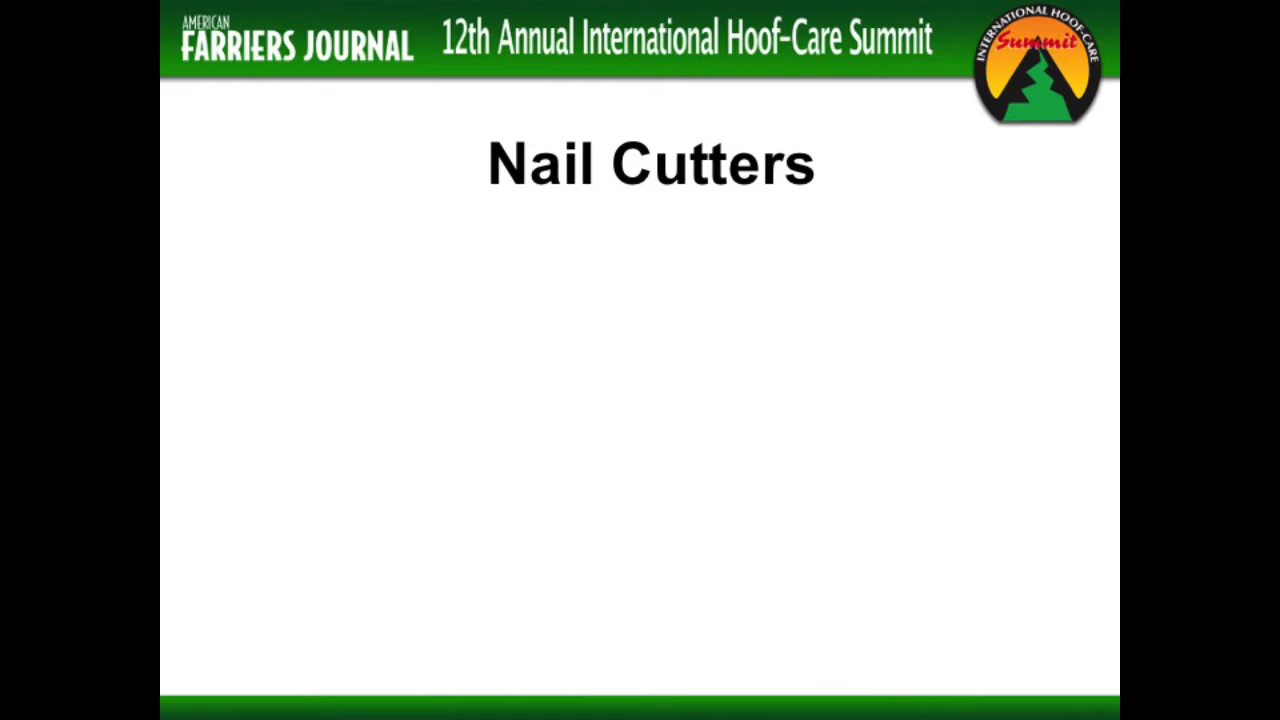 AMERICAN
FARRIERS JOURNAL
12th Annual International Hoof-Care Summit
INTERNATIONAL HOOF-CARE
Summit
Nail Cutters